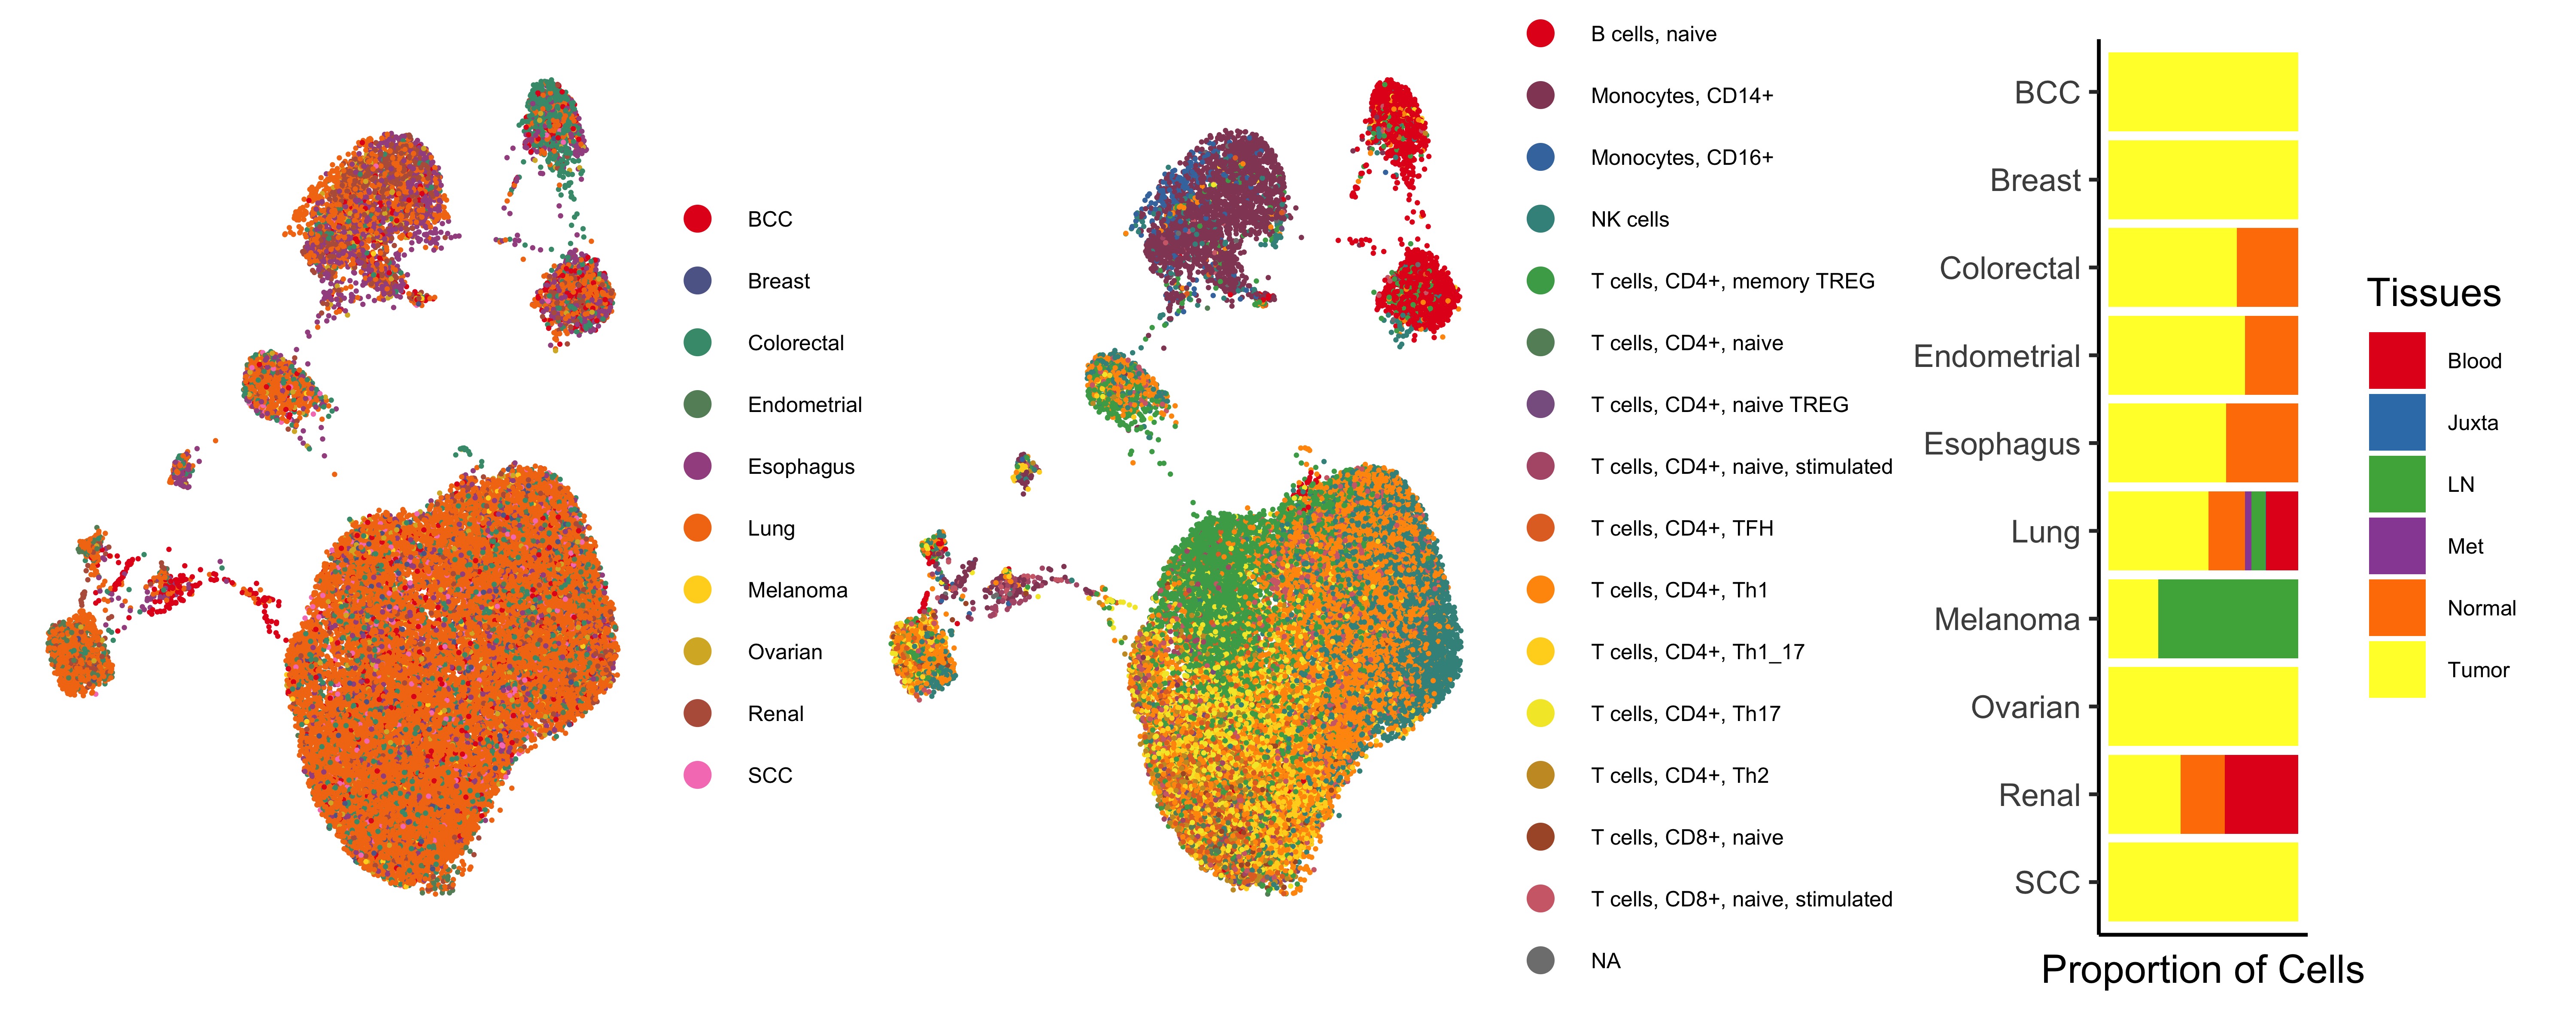 BCC
Breast
Colorectal
Endometrial
Esophagus
Lung
Melanoma
Ovarian
Renal
SCC
B cells, naive
Monocytes, CD14+
Monocytes, CD16+
NK cells
T cells, CD4+, memory TREG
T cells, CD4+, naive
T cells, CD4+, naive TREG
T cells, CD4+, naive, stimulated
T cells, CD4+, TFH
T cells, CD4+, Th1
T cells, CD4+, Th1_17
T cells, CD4+, Th17
T cells, CD4+, Th2
T cells, CD8+, naive
T cells, CD8+, naive, stimulated
NA
BCC
Breast
Colorectal
Endometrial
Esophagus
Lung
Melanoma
Ovarian
Renal
SCC
Proportion of Cells
Tissues
Blood
Juxta
LN
Met
Normal
Tumor